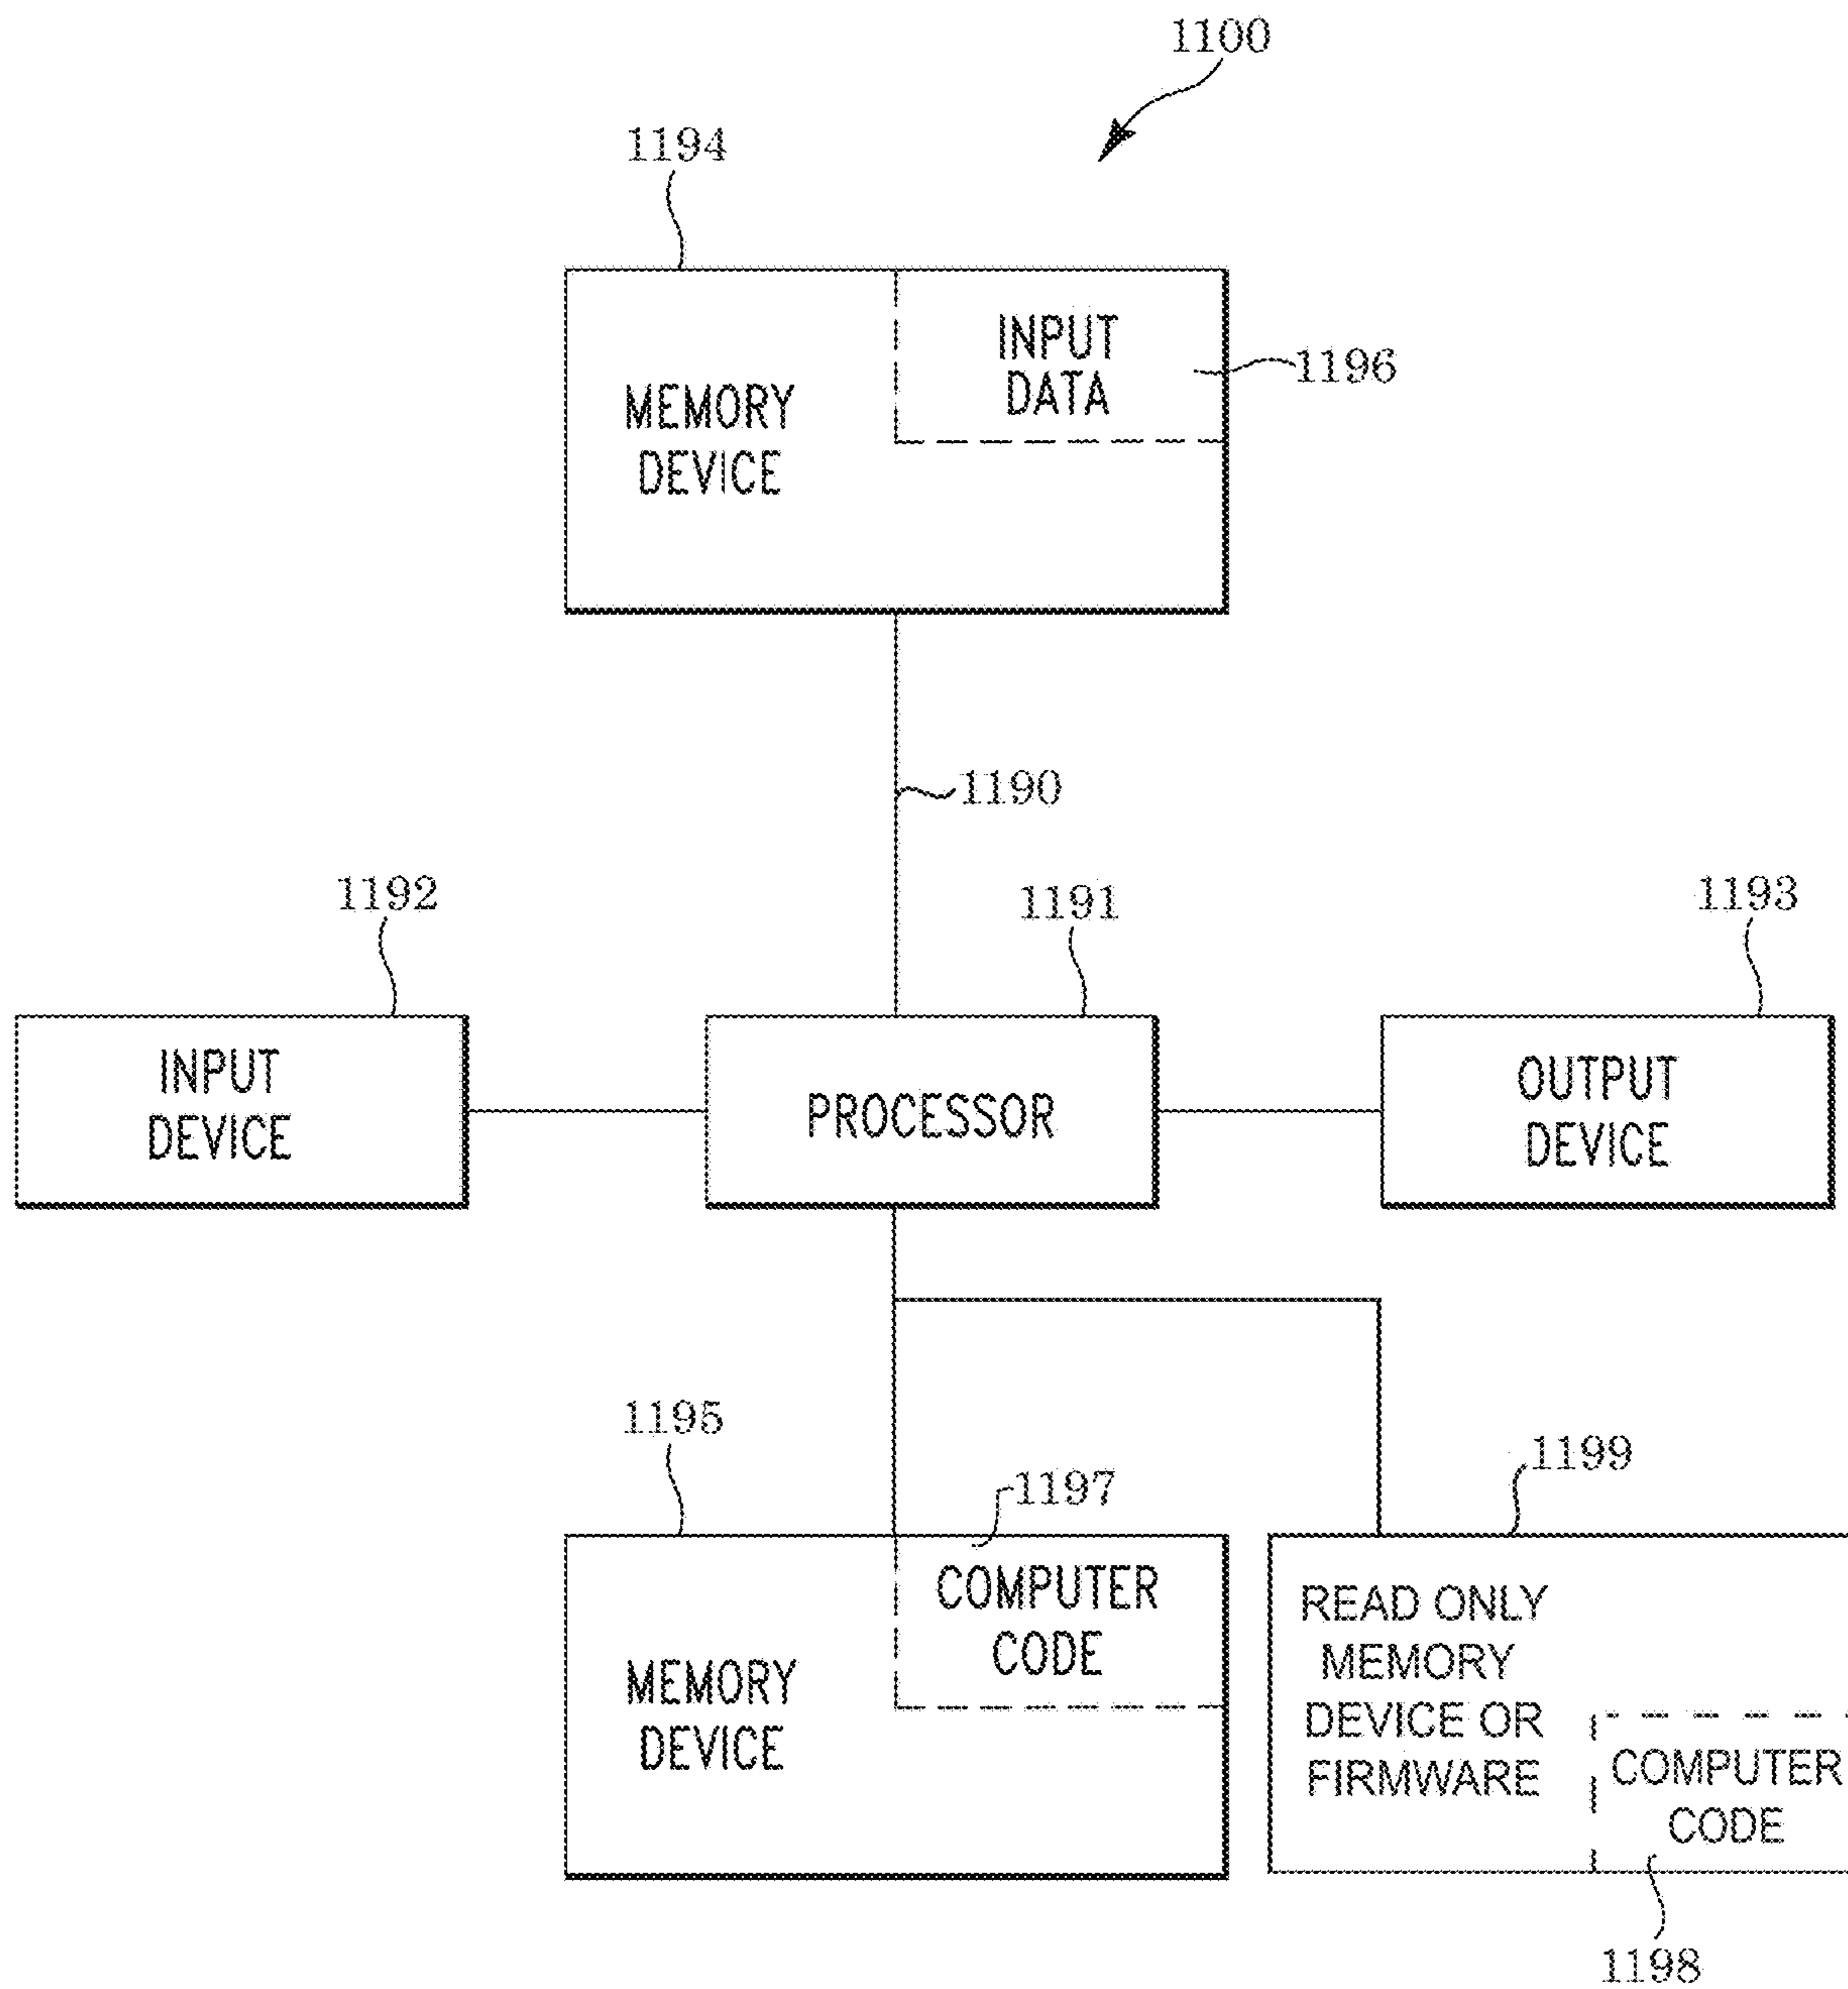 1100
1194
INPUT
DATA
1196
MEMORY
DEVICE
1190
1192
1191
1193
INPUT
DEVICE
PROCESSOR
OUTPUT
DEVICE
1195
1197
1199
COMPUTER
CODE
MEMORY
DEVICE
READ ONLY
MEMORY
DEVICE OR
FIRMWARE
COMPUTER
CODE
1198